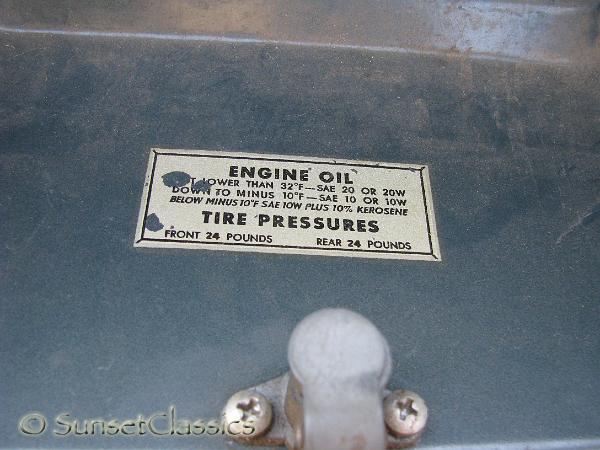 ENGINE OIL
LOWER THAN 32°F—SAE 20 OR 20W
DOWN TO MINUS 10°F—SAE 10 OR 10W
BELOW MINUS 10°F SAE 10W PLUS 10% KEROSENE
TIRE PRESSURES
FRONT 24 POUNDS REAR 24 POUNDS
© SunsetClassics